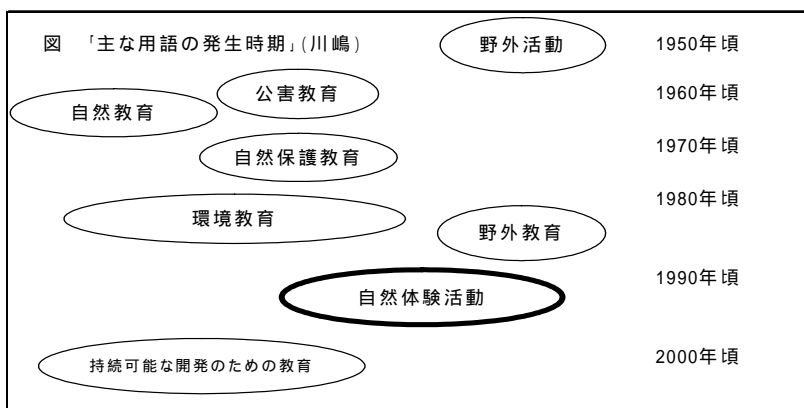 図 「主な用語の発生時期」(川嶋)
野外活動
1950年頃
公害教育
1960年頃
自然教育
自然保護教育
1970年頃
環境教育
1980年頃
野外教育
自然体験活動
1990年頃
持続可能な開発のための教育
2000年頃